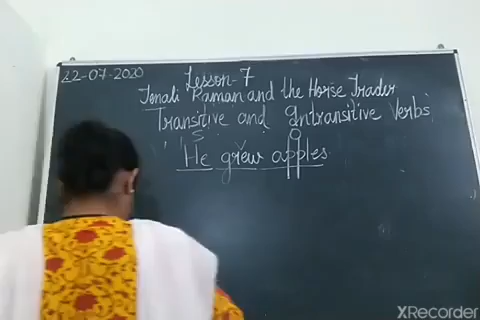 22-07-2020
Lesson-7
Tenali Raman and the Horse Trader
Transitive and Intransitive Verbs
S V O
He grew apples.
XRecorder